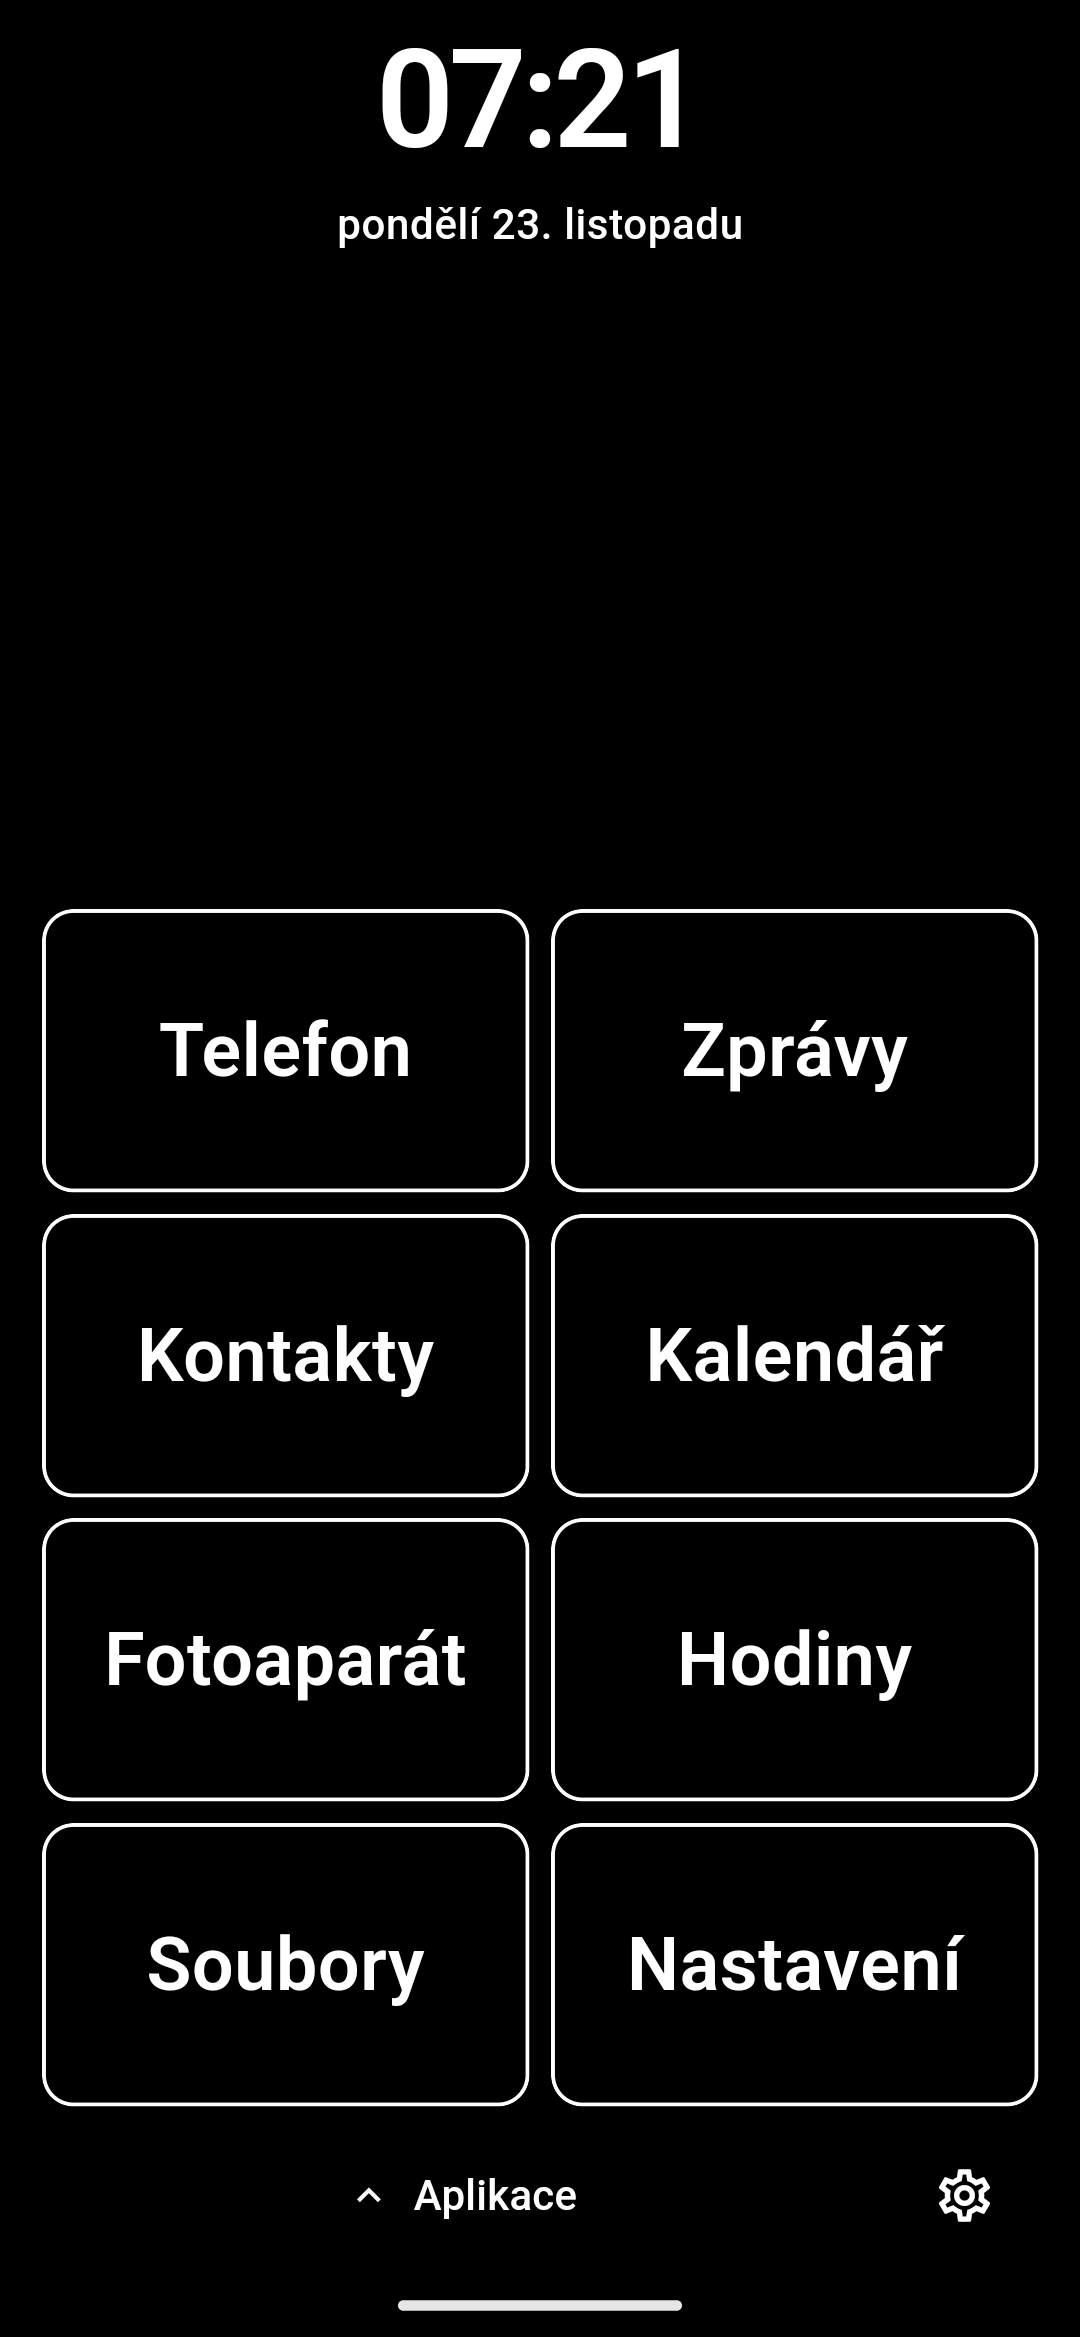 07:21
pondělí 23. listopadu
Telefon
Zprávy
Kontakty
Kalendář
Fotoaparát
Hodiny
Soubory
Nastavení
Aplikace